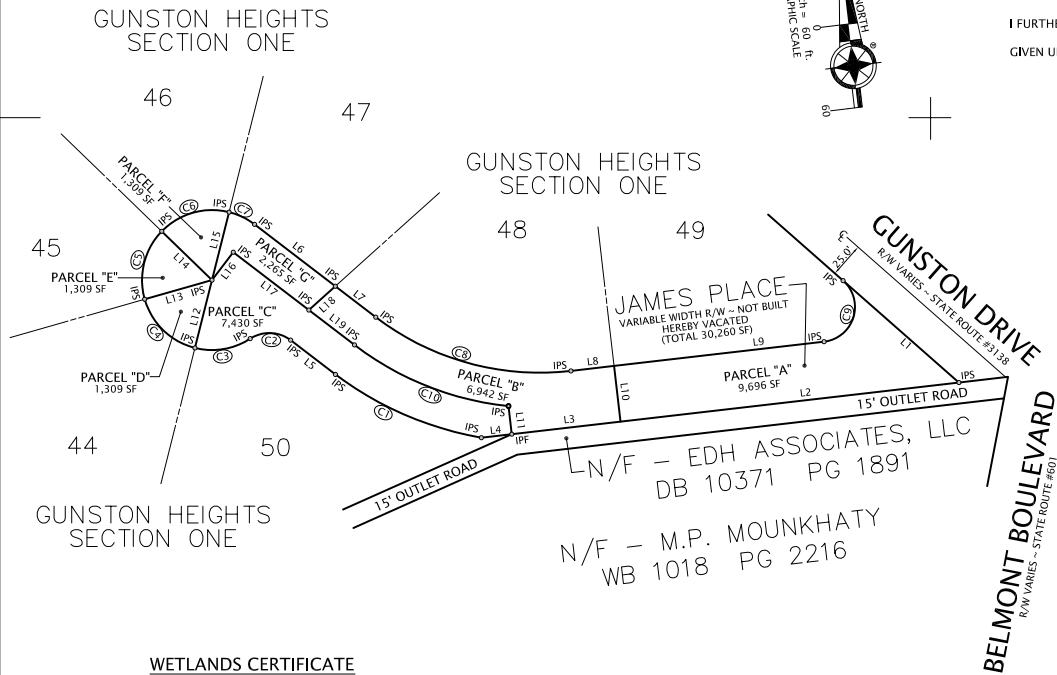 GUNSTON HEIGHTS
SECTION ONE
NORTH
0
60 ft.
GRAPHIC SCALE
60
®
I FURTHE
GIVEN U
46
47
GUNSTON HEIGHTS
SECTION ONE
48
49
45
PARCEL "F"
1,309 SF
C6
IPS
C7
IPS
IPS
L6
L15
L14
C5
PARCEL "E"
1,309 SF
L16
PARCEL "G"
2,265 SF
IPS
L17
IPS
L18
L7
IPS
L13
IPS
L12
PARCEL "C"
7,430 SF
C4
IPS
C3
IPS
C2
IPS
L19
IPS
C8
PARCEL "D"
1,309 SF
L5
C1
C10
PARCEL "B"
6,942 SF
IPS
L8
IPS
L11
IPS
L4
IPF
L3
L10
44
50
JAMES PLACE
VARIABLE WIDTH R/W ~ NOT BUILT
HEREBY VACATED
(TOTAL 30,260 SF)
L9
IPS
C9
IPS
PARCEL "A"
9,696 SF
L2
L1
IPS
25.0'
GUNSTON DRIVE
R/W VARIES ~ STATE ROUTE #3138
15' OUTLET ROAD
15' OUTLET ROAD
N/F – EDH ASSOCIATES, LLC
DB 10371 PG 1891
N/F – M.P. MOUNKHATY
WB 1018 PG 2216
BELMONT BOULEVARD
R/W VARIES ~ STATE ROUTE #601
GUNSTON HEIGHTS
SECTION ONE
WETLANDS CERTIFICATE